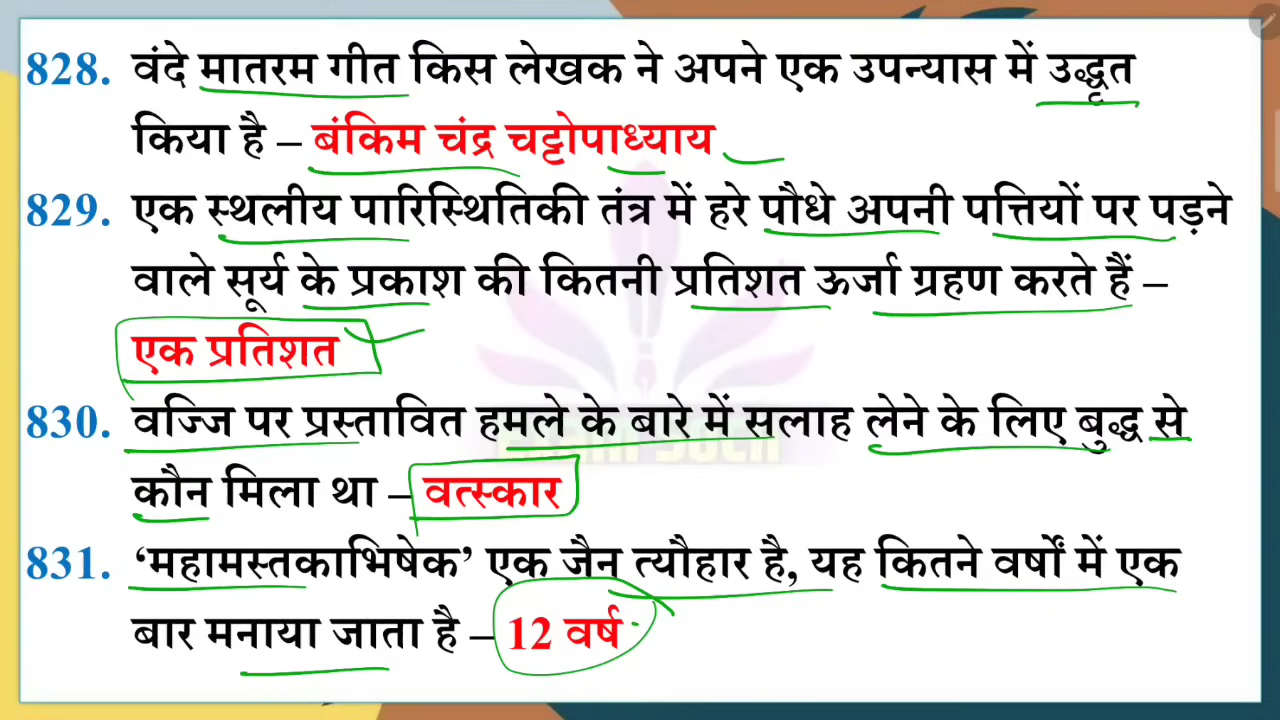 828. वंदे मातरम गीत किस लेखक ने अपने एक उपन्यास में उद्धृत
किया है – बंकिम चंद्र चट्टोपाध्याय
829. एक स्थलीय पारिस्थितिकी तंत्र में हरे पौधे अपनी पत्तियों पर पड़ने
वाले सूर्य के प्रकाश की कितनी प्रतिशत ऊर्जा ग्रहण करते हैं –
एक प्रतिशत
830. वज्जि पर प्रस्तावित हमले के बारे में सलाह लेने के लिए बुद्ध से
कौन मिला था – वत्स्कार
831. ‘महामस्तकाभिषेक’ एक जैन त्यौहार है, यह कितने वर्षों में एक
बार मनाया जाता है – 12 वर्ष